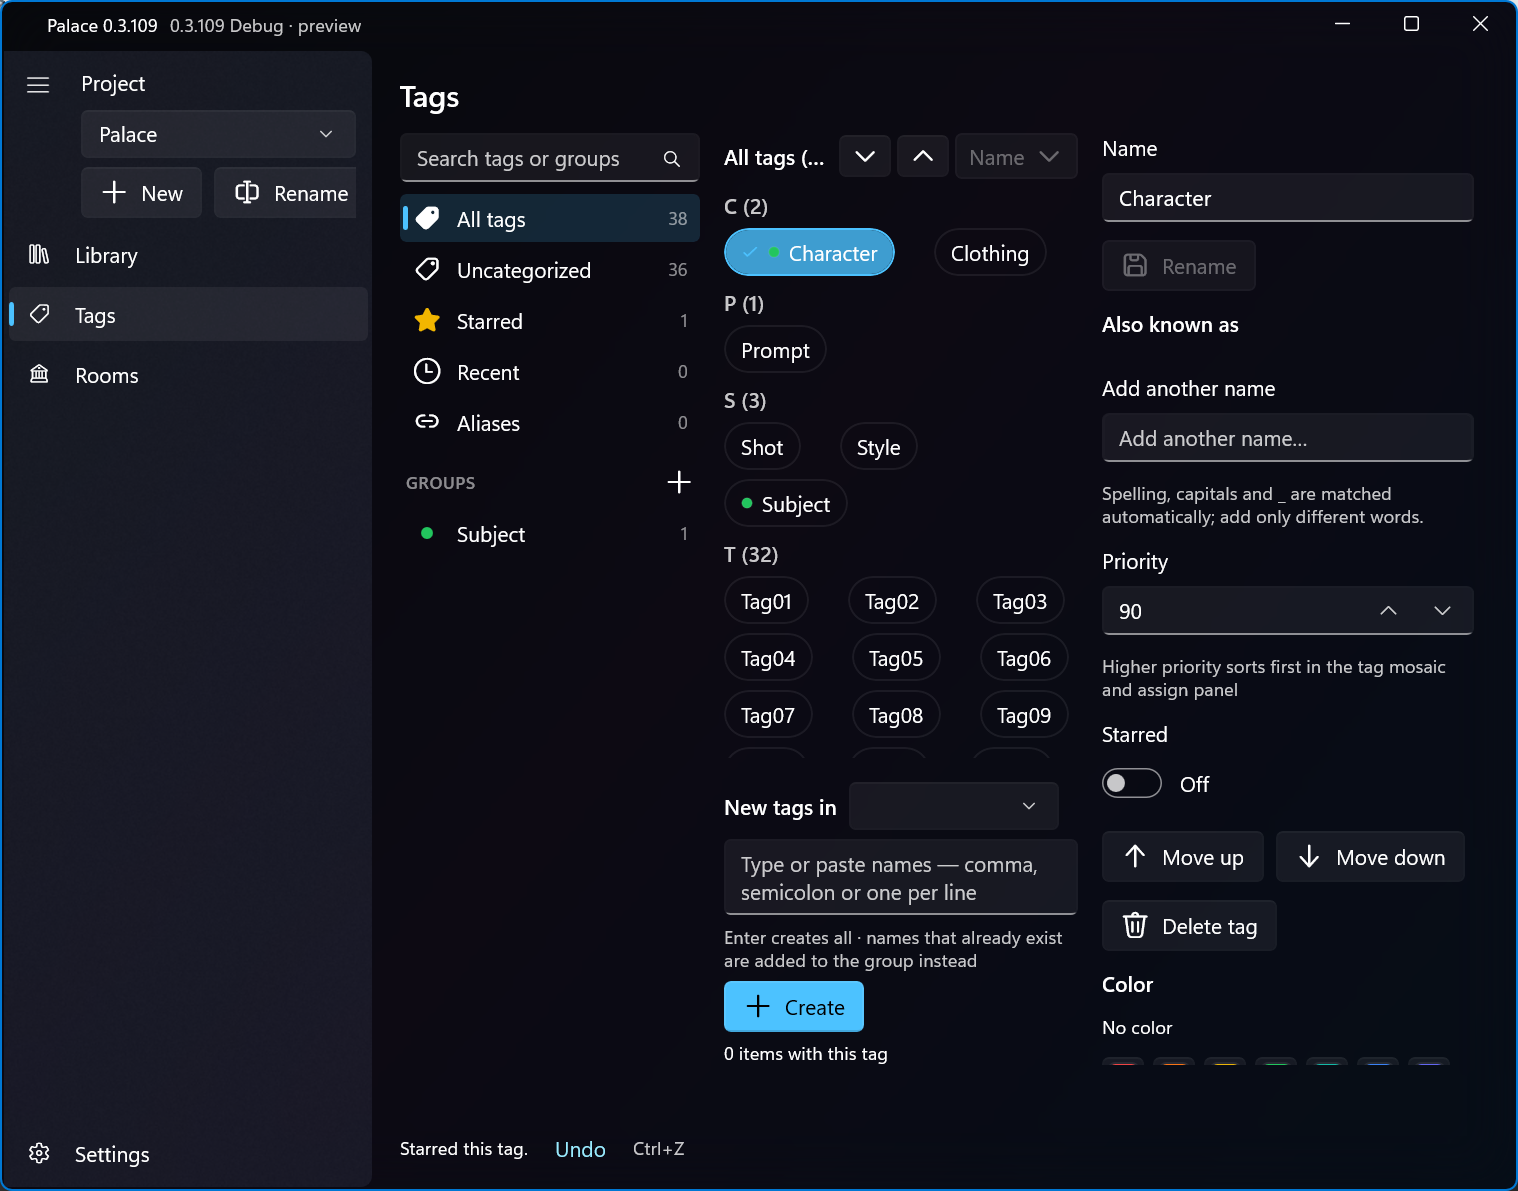 Palace 0.3.109 0.3.109 Debug · preview
Project
Palace
New
Rename
Library
Tags
Rooms
Settings
Tags
Search tags or groups
All tags 38
Uncategorized 36
Starred 1
Recent 0
Aliases 0
GROUPS
Subject 1
All tags (...
Name
C (2)
Character
Clothing
P (1)
Prompt
S (3)
Shot
Style
Subject
T (32)
Tag01
Tag02
Tag03
Tag04
Tag05
Tag06
Tag07
Tag08
Tag09
New tags in
Type or paste names — comma,
semicolon or one per line
Enter creates all · names that already exist
are added to the group instead
Create
0 items with this tag
Name
Character
Rename
Also known as
Add another name
Add another name...
Spelling, capitals and _ are matched
automatically; add only different words.
Priority
90
Higher priority sorts first in the tag mosaic
and assign panel
Starred
Off
Move up
Move down
Delete tag
Color
No color
Starred this tag. Undo Ctrl+Z